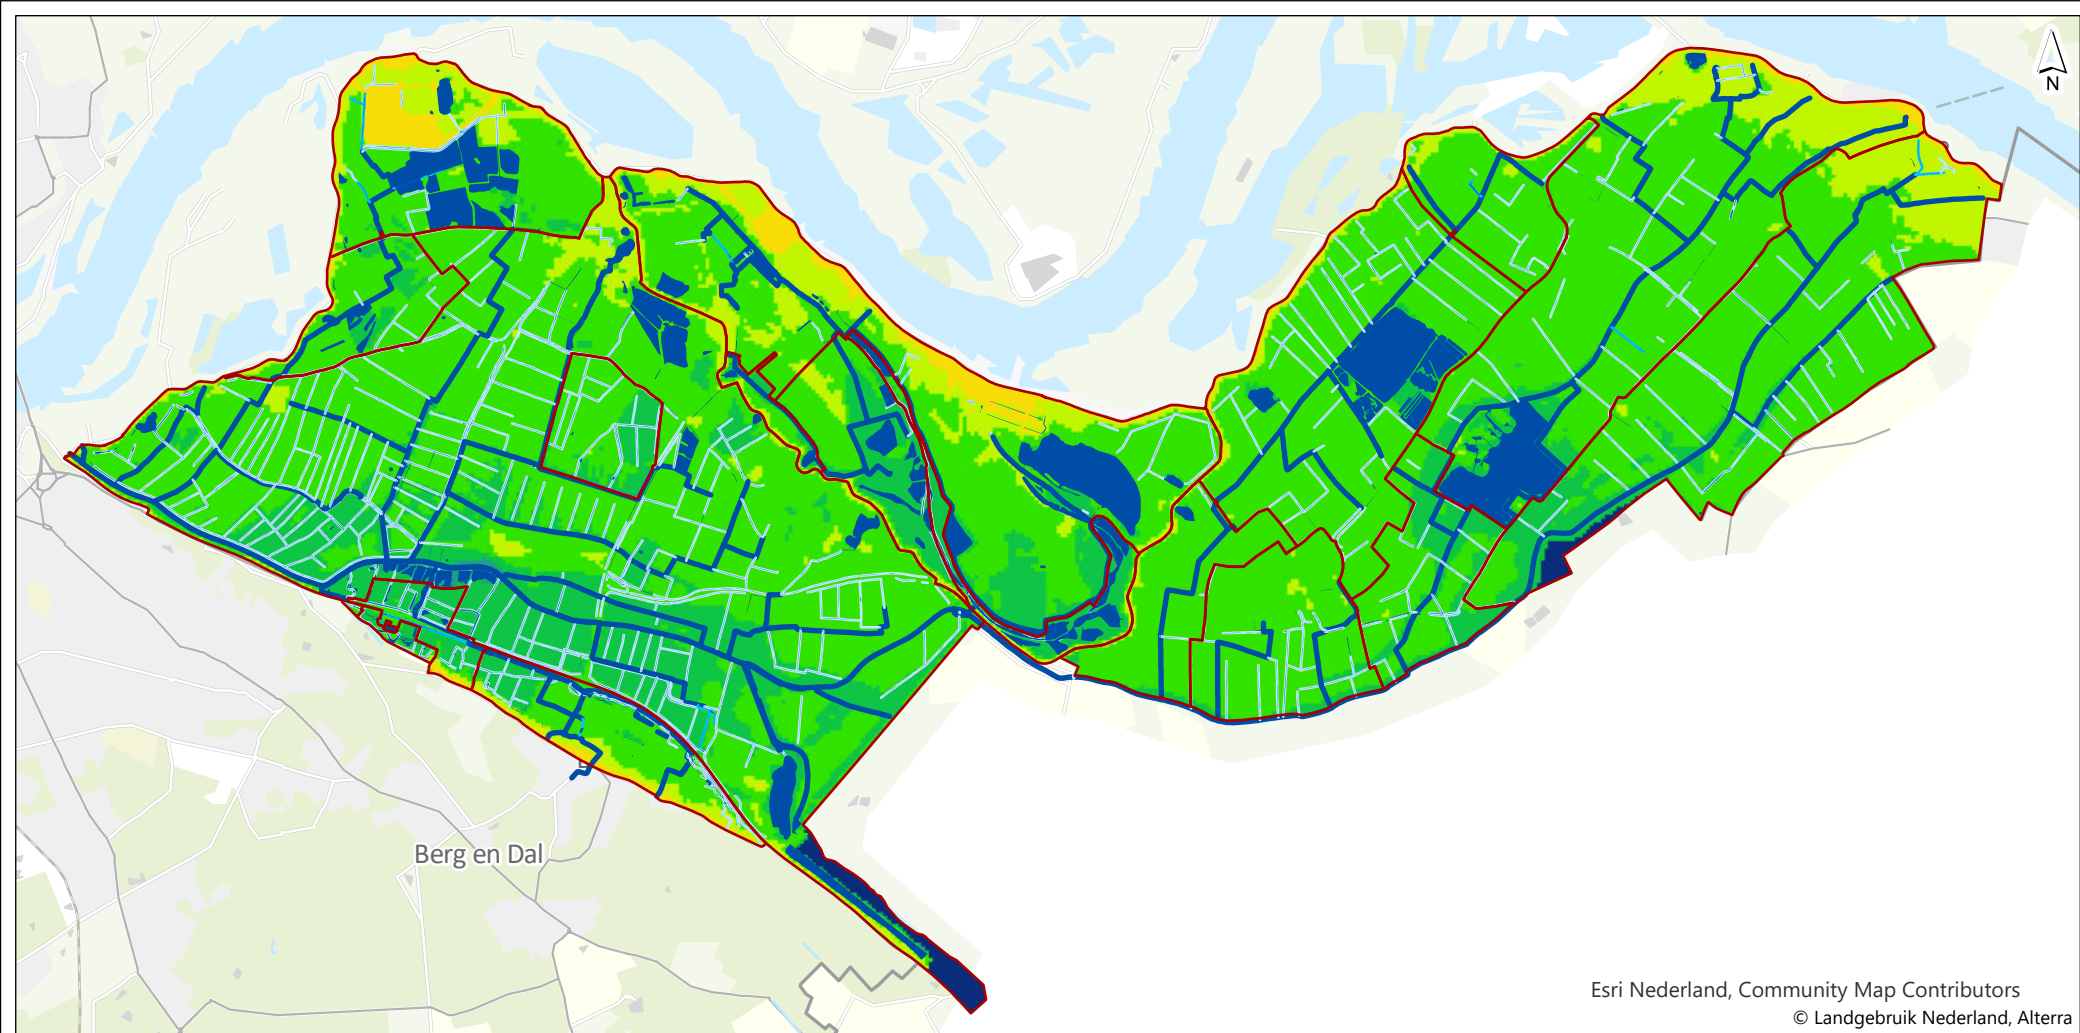 N
Berg en Dal
Esri Nederland, Community Map Contributors
© Landgebruik Nederland, Alterra